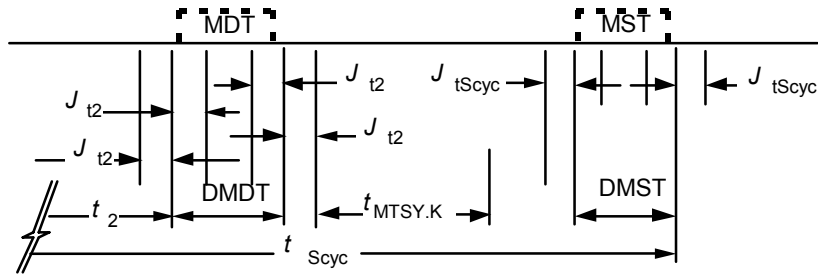 MDT MST
J t2 J tScyc J tScyc
J t2
J t2
J t2
DMDT DMST
t 2 t MTSY.K
t Scyc